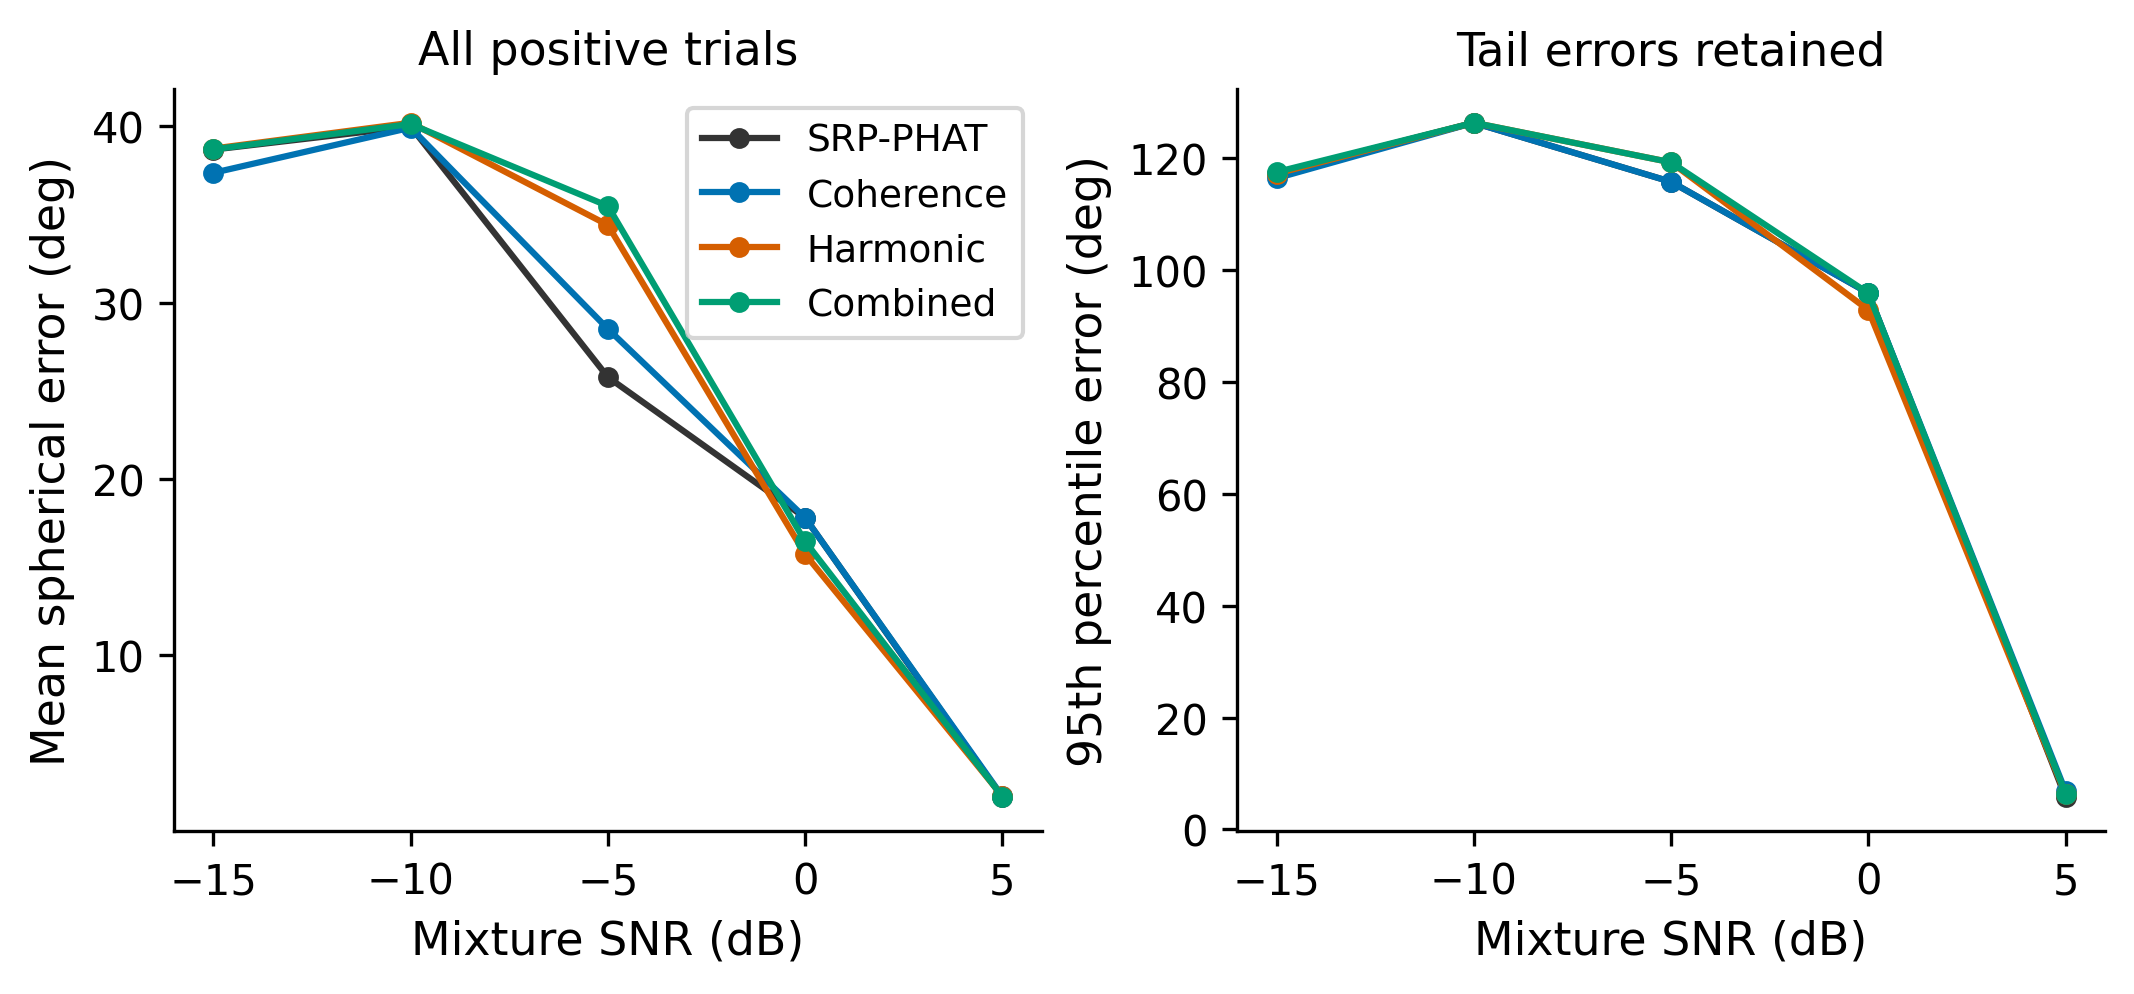 All positive trials
Mean spherical error (deg)
40
30
20
10
SRP-PHAT
Coherence
Harmonic
Combined
−15
−10
−5
0
5
Mixture SNR (dB)
Tail errors retained
95th percentile error (deg)
120
100
80
60
40
20
0
−15
−10
−5
0
5
Mixture SNR (dB)